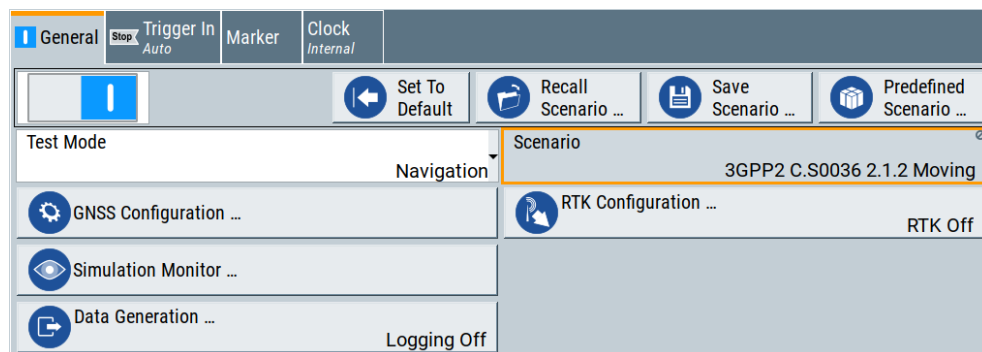 General
Stop
Trigger In
Auto
Marker
Clock
Internal
Set To
Default
Recall
Scenario ...
Save
Scenario ...
Predefined
Scenario ...
Test Mode
Navigation
Scenario
3GPP2 C.S0036 2.1.2 Moving
GNSS Configuration ...
RTK Configuration ...
RTK Off
Simulation Monitor ...
Data Generation ...
Logging Off